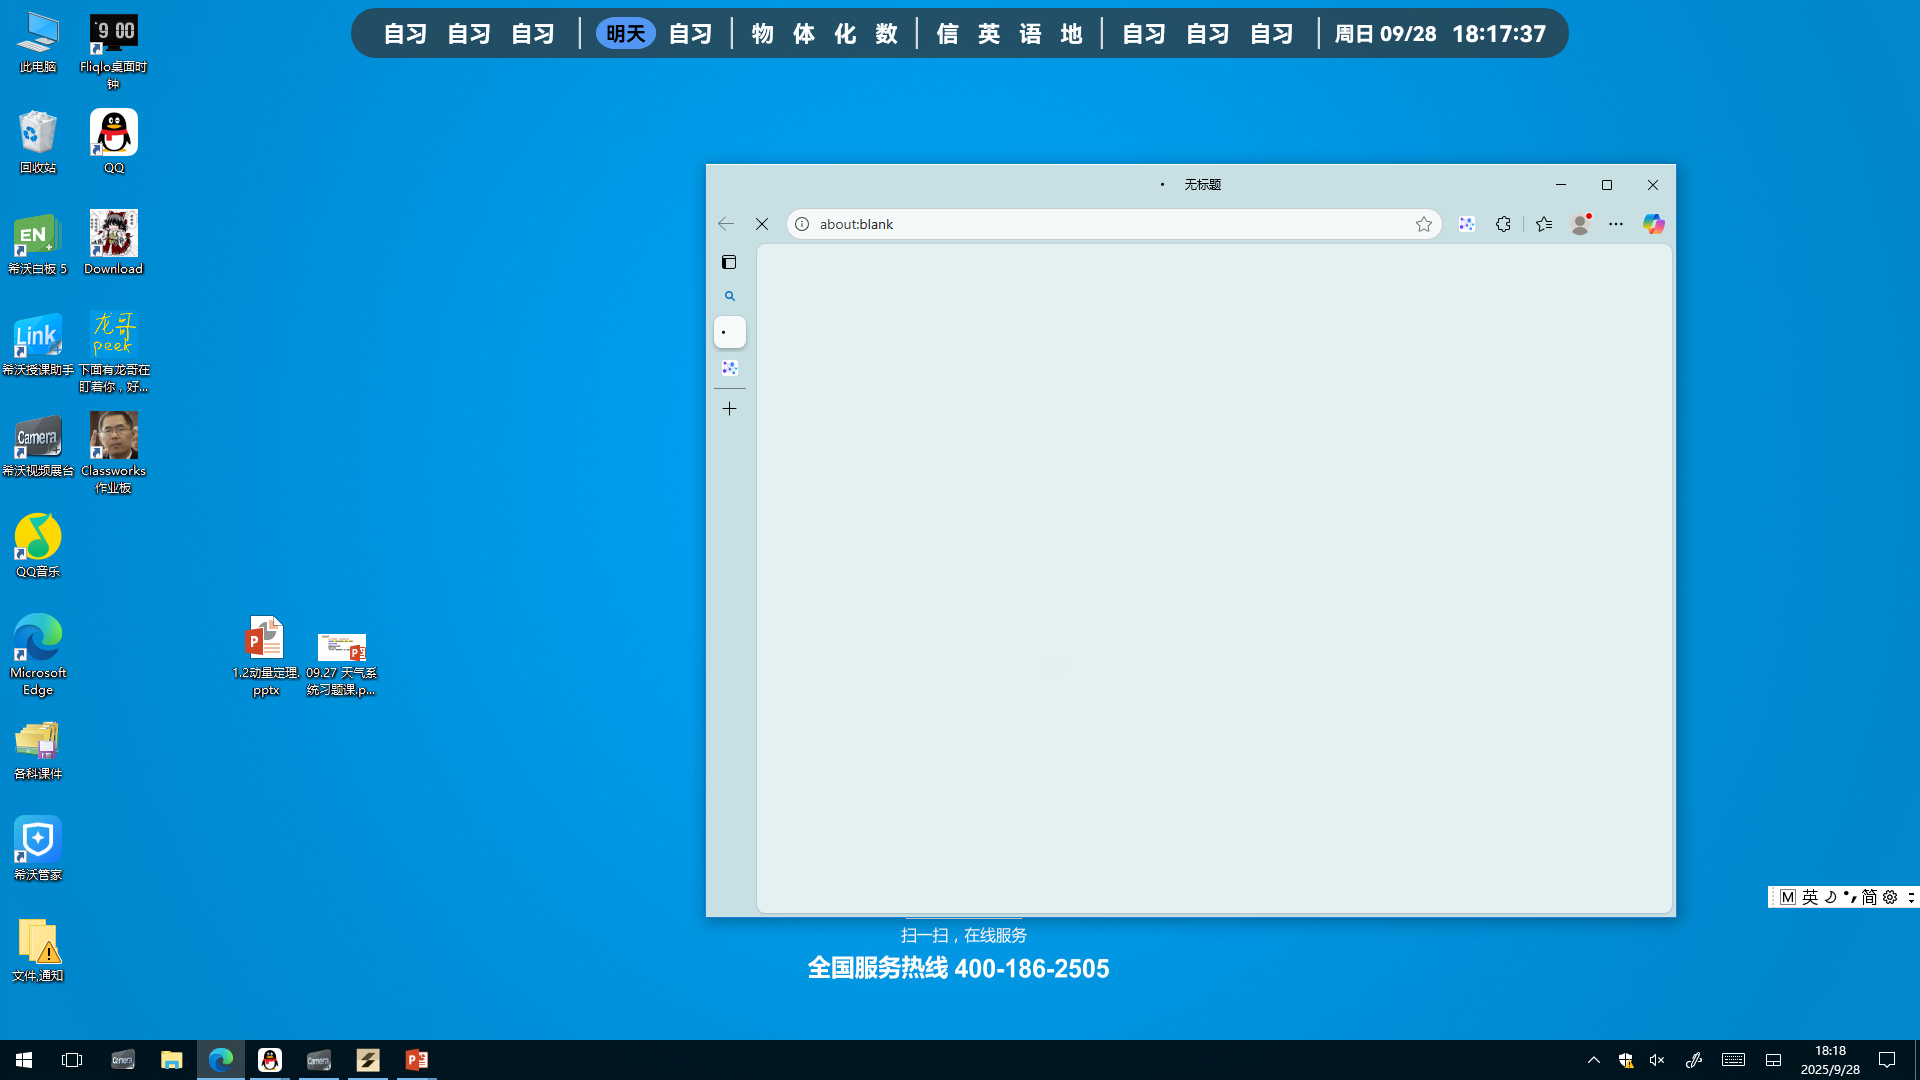 自习 自习 自习 明天 自习 物 体 化 数 信 英 语 地 自习 自习 自习 周日 09/28 18:17:37
此电脑
9 00
Fliqlo桌面时钟
回收站
QQ
EN
希沃白板 5
Download
Link
希沃授课助手
龙哥
peek
下面有龙哥在盯着你，好...
Camera
希沃视频展台
Classworks
作业板
QQ音乐
Microsoft
Edge
各科课件
希沃管家
文件,通知
1.2动量定理.
pptx
09.27 天气系
统习题课.p...
无标题
about:blank
扫一扫，在线服务
全国服务热线 400-186-2505
M 英 简
18:18
2025/9/28